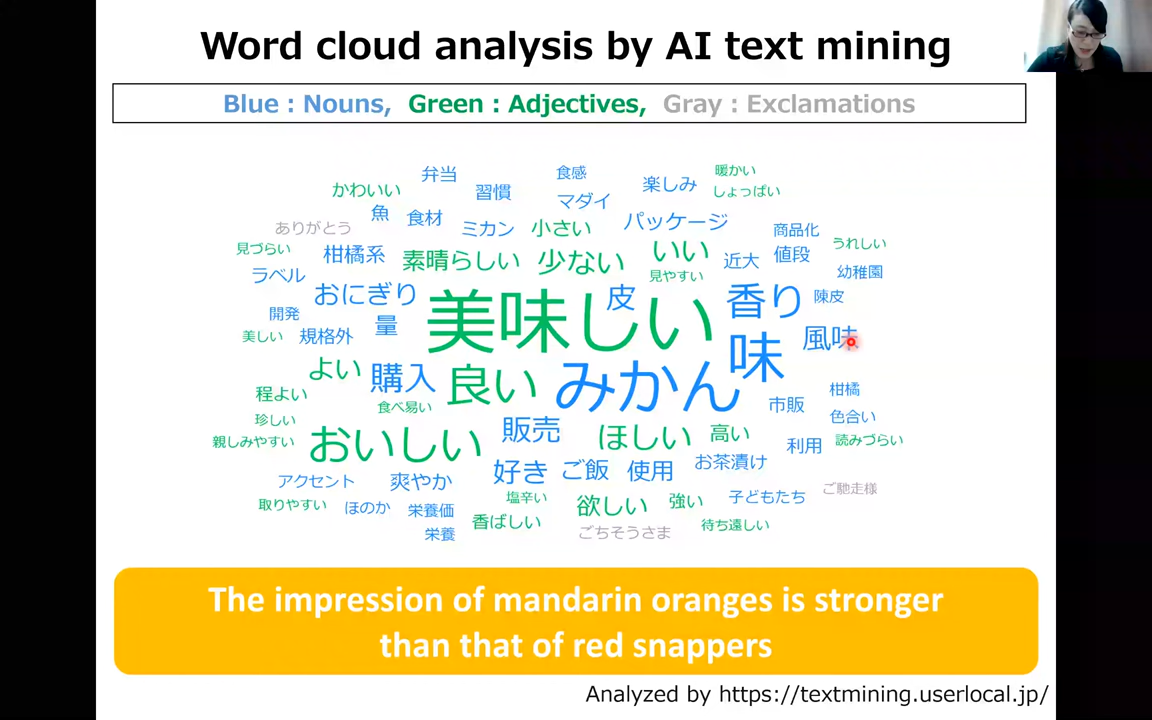 Word cloud analysis by AI text mining
Blue : Nouns, Green : Adjectives, Gray : Exclamations
弁当 食感 暖かい
かわいい 習慣 マダイ 楽しみ しょっぱい
ありがとう 魚 食材 ミカン 小さい パッケージ 商品化
見づらい 柑橘系 素晴らしい 少ない いい 近大 値段 うれしい
ラベル 見やすい 幼稚園
おにぎり 美味しい 皮 香り 陳皮
開発 量
美しい 規格外 味 風味
よい 購入 良い みかん 柑橘
程よい 食べ易い 市販
珍しい 販売 ほしい 高い 色合い
親しみやすい おいしい 利用 読みづらい
アクセント 爽やか 好き ご飯 使用 お茶漬け
取りやすい ほのか 栄養価 塩辛い 欲しい 強い 子どもたち ご馳走様
栄養 香ばしい ごちそうさま 待ち遠しい
The impression of mandarin oranges is stronger
than that of red snappers
Analyzed by https://textmining.userlocal.jp/